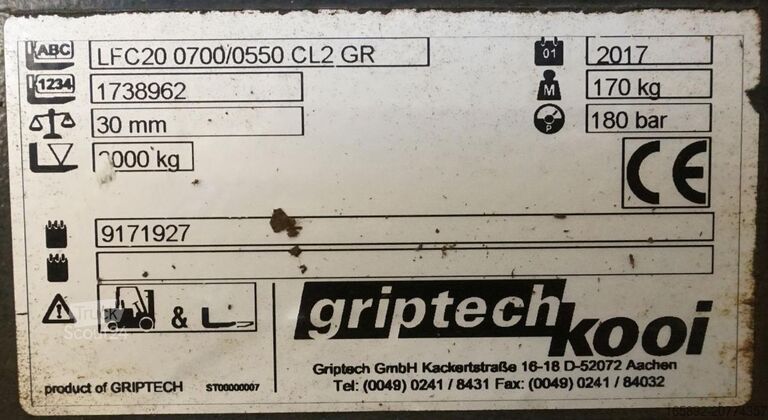 ABC LFC20 0700/0550 CL2 GR 01 2017
1234 1738962 M 170 kg
30 mm P 180 bar
000 kg
CE
9171927
&
griptech
kooi
Griptech GmbH Kackertstraße 16-18 D-52072 Aachen
product of GRIPTECH ST00000007 Tel: (0049) 0241 / 8431 Fax: (0049) 0241 / 84032
Truck
Scout24